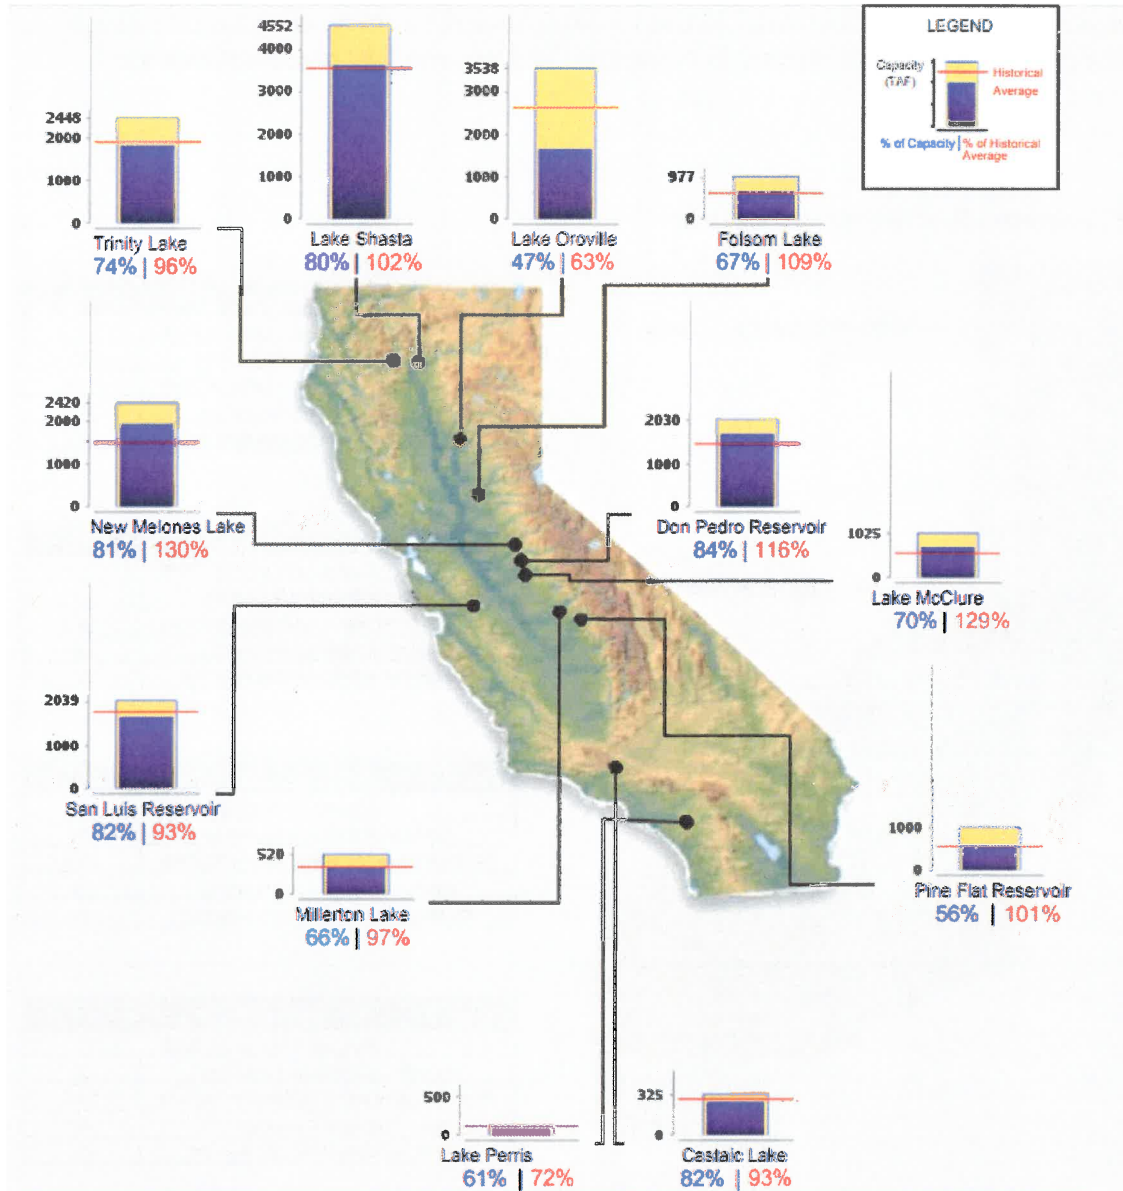 LEGEND
Capacity
(TAF)
Historical
Average
% of Capacity | % of Historical
Average
2448
2000
1000
0
Trinity Lake
74% | 96%
4552
4000
3000
2000
1000
0
Lake Shasta
80% | 102%
3538
3000
2000
1000
0
Lake Oroville
47% | 63%
977
0
Folsom Lake
67% | 109%
2420
2000
1000
0
New Melones Lake
81% | 130%
2030
1000
0
Don Pedro Reservoir
84% | 116%
1025
0
Lake McClure
70% | 129%
2039
1000
0
San Luis Reservoir
82% | 93%
520
0
Millerton Lake
66% | 97%
1000
0
Pine Flat Reservoir
56% | 101%
500
0
Lake Perris
61% | 72%
325
0
Castaic Lake
82% | 93%